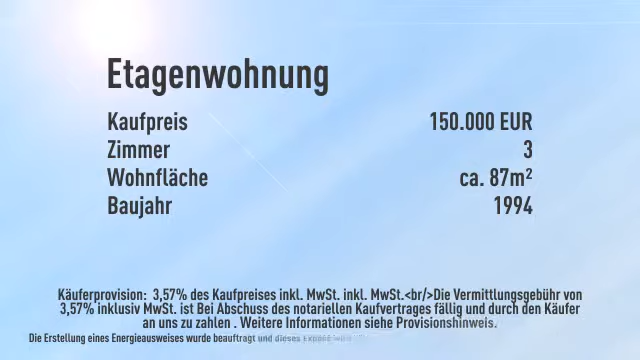 Etagenwohnung
Kaufpreis 150.000 EUR
Zimmer 3
Wohnfläche ca. 87m²
Baujahr 1994
Käuferprovision: 3,57% des Kaufpreises inkl. MwSt. inkl. MwSt.<br/>Die Vermittlungsgebühr von
3,57% inklusiv MwSt. ist Bei Abschuss des notariellen Kaufvertrages fällig und durch den Käufer
an uns zu zahlen . Weitere Informationen siehe Provisionshinweis.
Die Erstellung eines Energieausweises wurde beauftragt und dieses Exposé wird